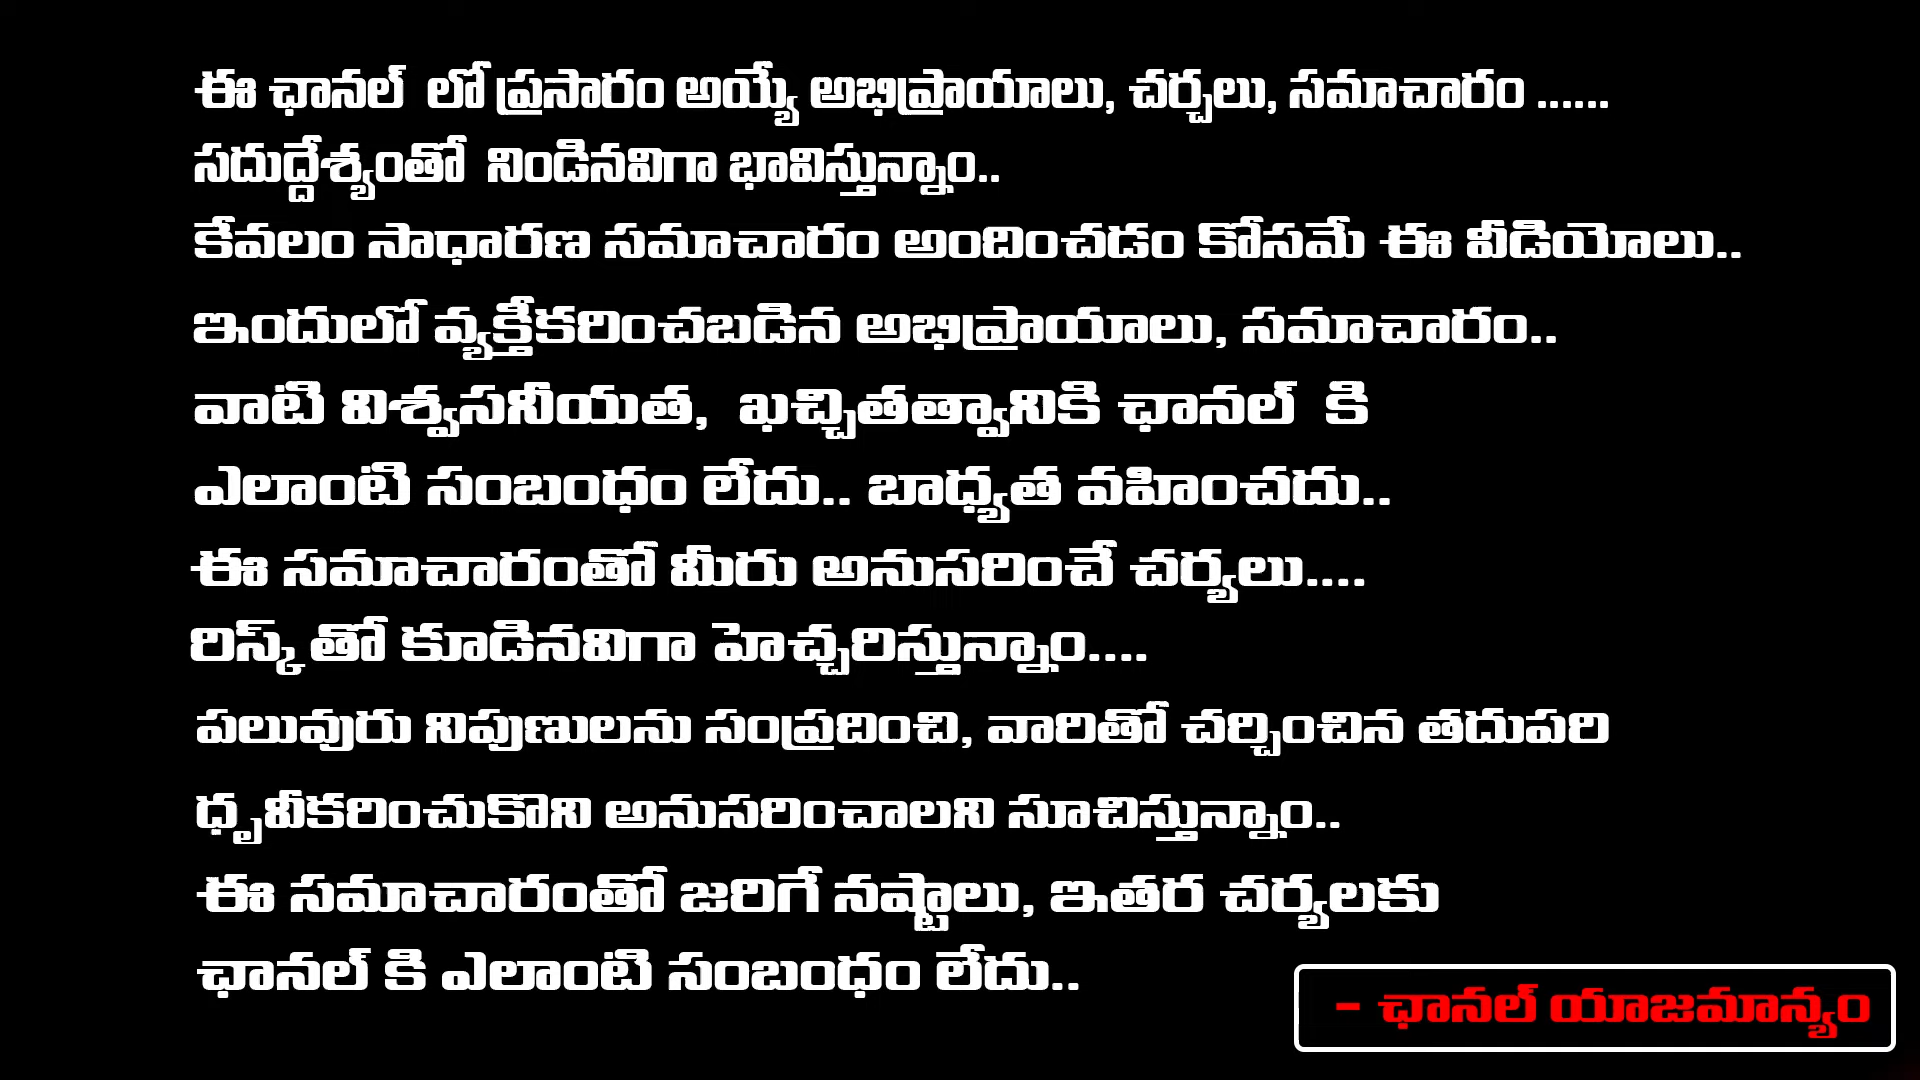 ఈ ఛానల్ లో ప్రసారం అయ్యే అభిప్రాయాలు, చర్చలు, సమాచారం ......
సదుద్దేశ్యంతో నిండినవిగా భావిస్తున్నాం..
కేవలం సాధారణ సమాచారం అందించడం కోసమే ఈ వీడియోలు..
ఇందులో వ్యక్తీకరించబడిన అభిప్రాయాలు, సమాచారం..
వాటి విశ్వసనీయత, ఖచ్చితత్వానికి ఛానల్ కి
ఎలాంటి సంబంధం లేదు.. బాధ్యత వహించదు..
ఈ సమాచారంతో మీరు అనుసరించే చర్యలు....
రిస్క్ తో కూడినవిగా హెచ్చరిస్తున్నాం....
పలువురు నిపుణులను సంప్రదించి, వారితో చర్చించిన తదుపరి
ధృవీకరించుకొని అనుసరించాలని సూచిస్తున్నాం..
ఈ సమాచారంతో జరిగే నష్టాలు, ఇతర చర్యలకు
ఛానల్ కి ఎలాంటి సంబంధం లేదు..
- ఛానల్ యాజమాన్యం